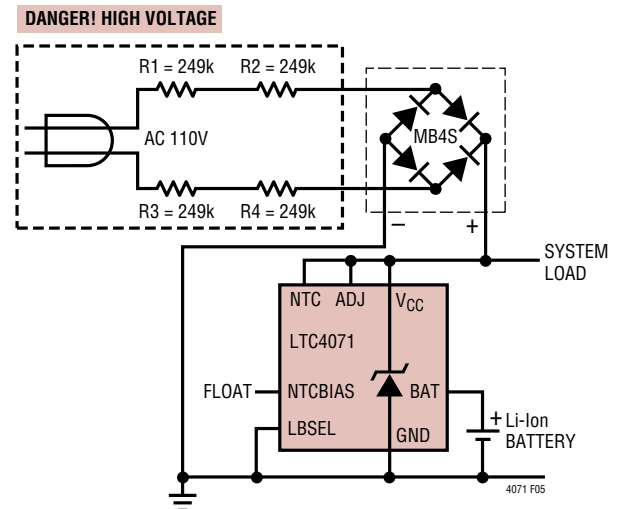 DANGER! HIGH VOLTAGE
R1 = 249k R2 = 249k
AC 110V
MB4S
R3 = 249k R4 = 249k
– +
SYSTEM
LOAD
NTC ADJ VCC
LTC4071
FLOAT NTCBIAS BAT
LBSEL
GND
+ Li-Ion
BATTERY
4071 F05